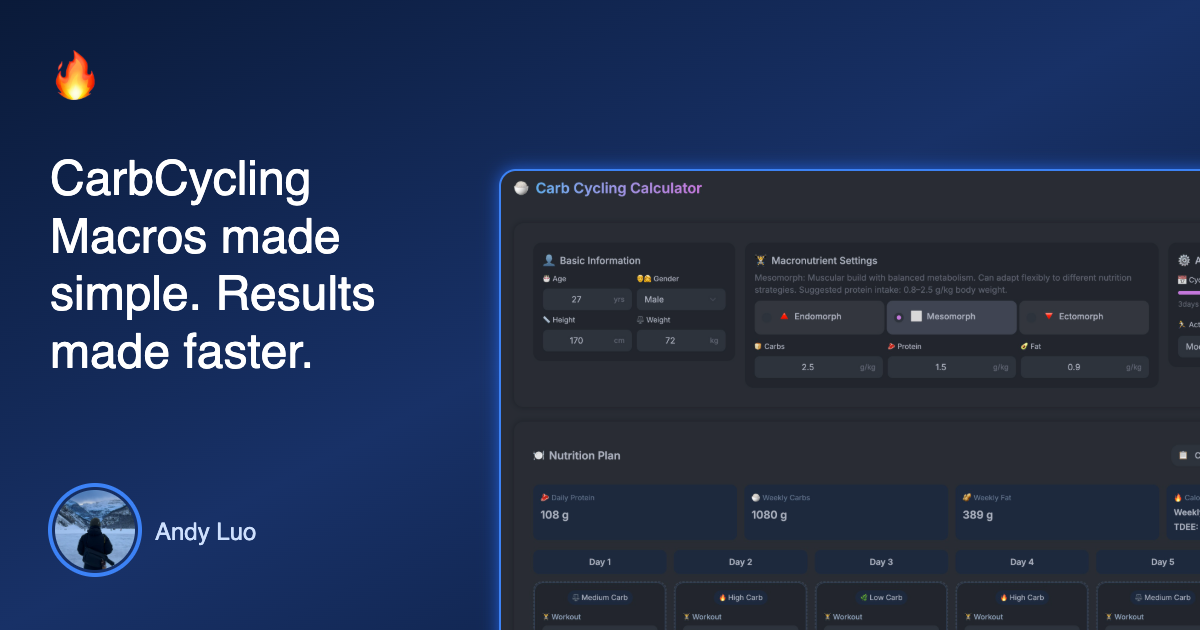 CarbCycling
Macros made
simple. Results
made faster.
Andy Luo
Carb Cycling Calculator
Basic Information
Age
Gender
27 yrs
Male
Height
Weight
170 cm
72 kg
Macronutrient Settings
Mesomorph: Muscular build with balanced metabolism. Can adapt flexibly to different nutrition
strategies. Suggested protein intake: 0.8–2.5 g/kg body weight.
Endomorph
Mesomorph
Ectomorph
Carbs
Protein
Fat
2.5 g/kg
1.5 g/kg
0.9 g/kg
3days
Nutrition Plan
Daily Protein
108 g
Weekly Carbs
1080 g
Weekly Fat
389 g
TDEE:
Day 1
Day 2
Day 3
Day 4
Day 5
Medium Carb
High Carb
Low Carb
High Carb
Medium Carb
Workout
Workout
Workout
Workout
Workout